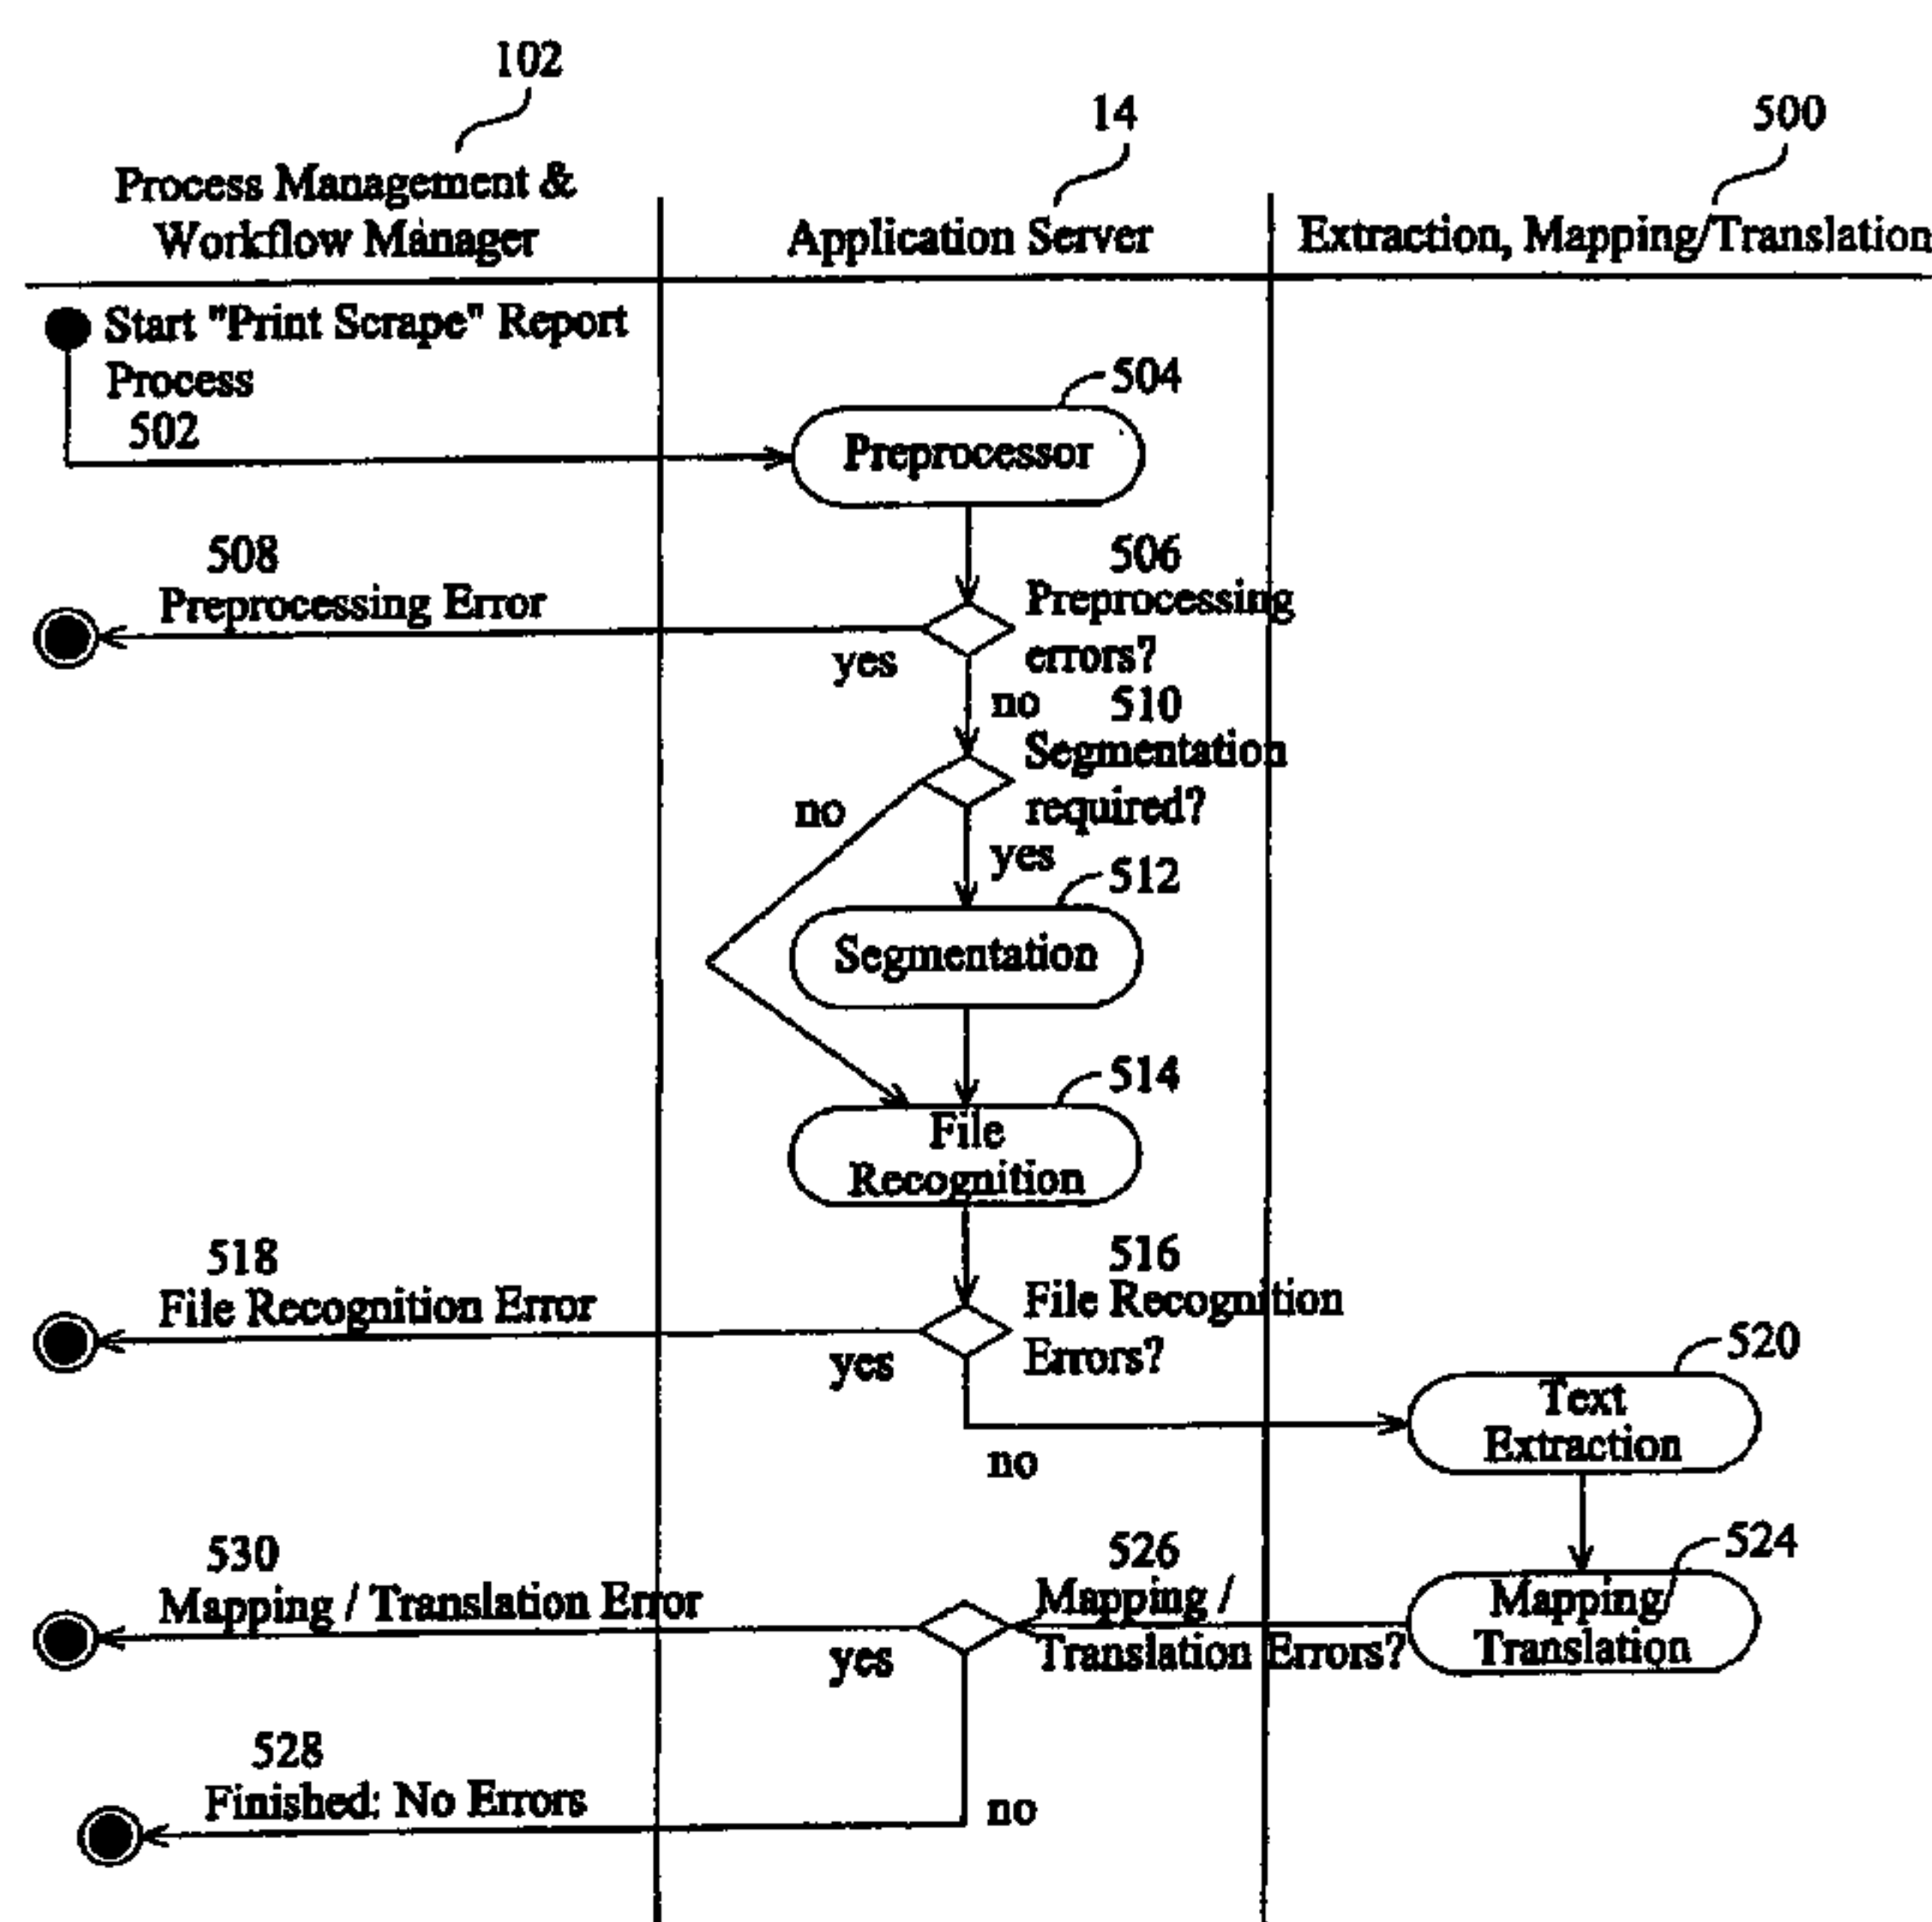 102
14
500
Process Management &
Workflow Manager
Application Server
Extraction, Mapping/Translation
Start "Print Scrape" Report
Process
502
504
Preprocessor
508
Preprocessing Error
506
Preprocessing
errors?
yes
no
510
Segmentation
required?
no
yes
512
Segmentation
514
File
Recognition
518
File Recognition Error
516
File Recognition
Errors?
yes
no
520
Text
Extraction
524
Mapping/
Translation
526
Mapping /
Translation Errors?
530
Mapping / Translation Error
yes
528
Finished: No Errors
no